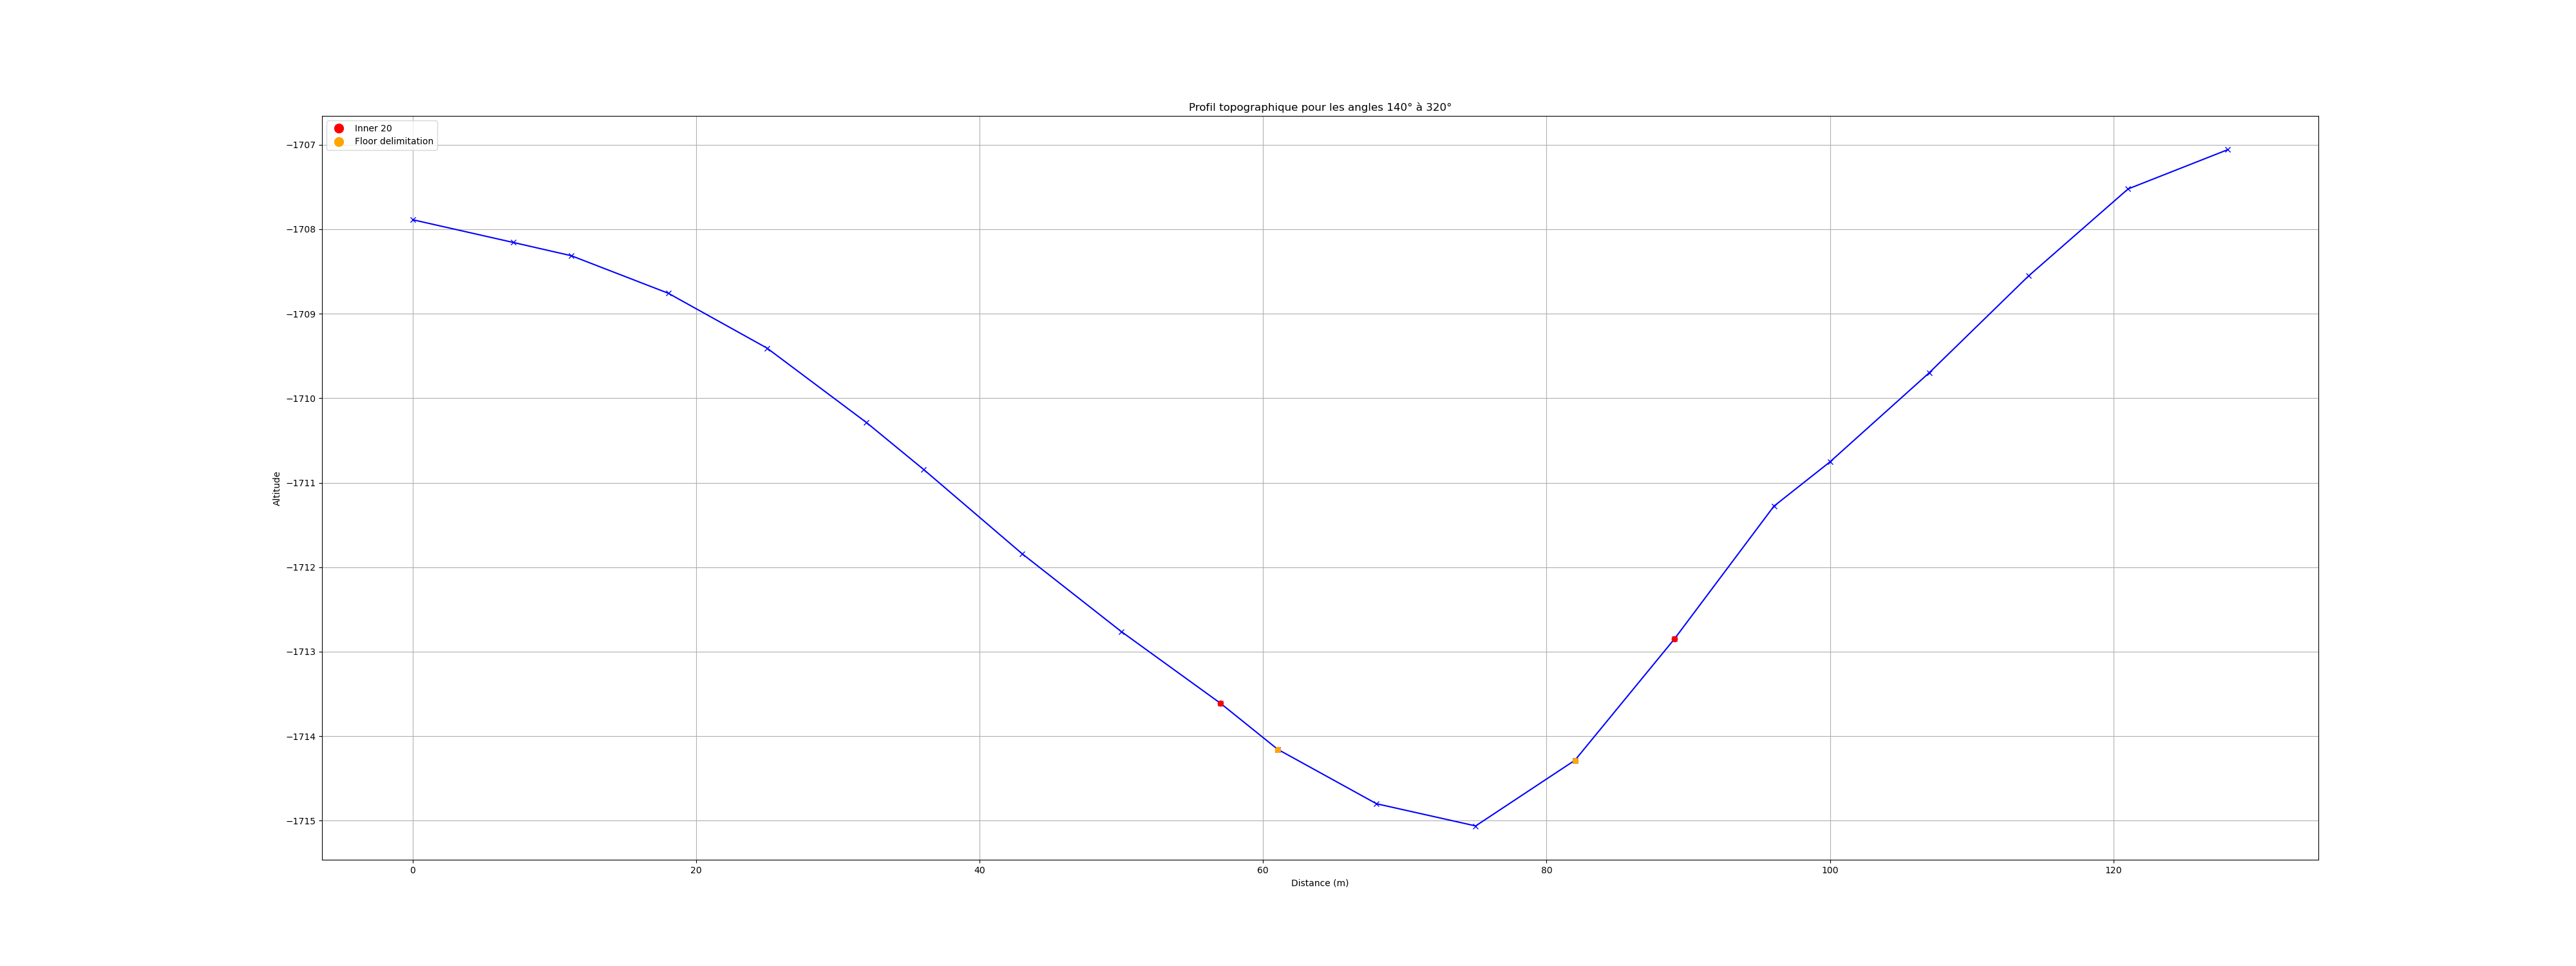 Profil topographique pour les angles 140° à 320°
Inner 20
Floor delimitation
−1707
−1708
−1709
−1710
−1711
−1712
−1713
−1714
−1715
Altitude
0 20 40 60 80 100 120
Distance (m)